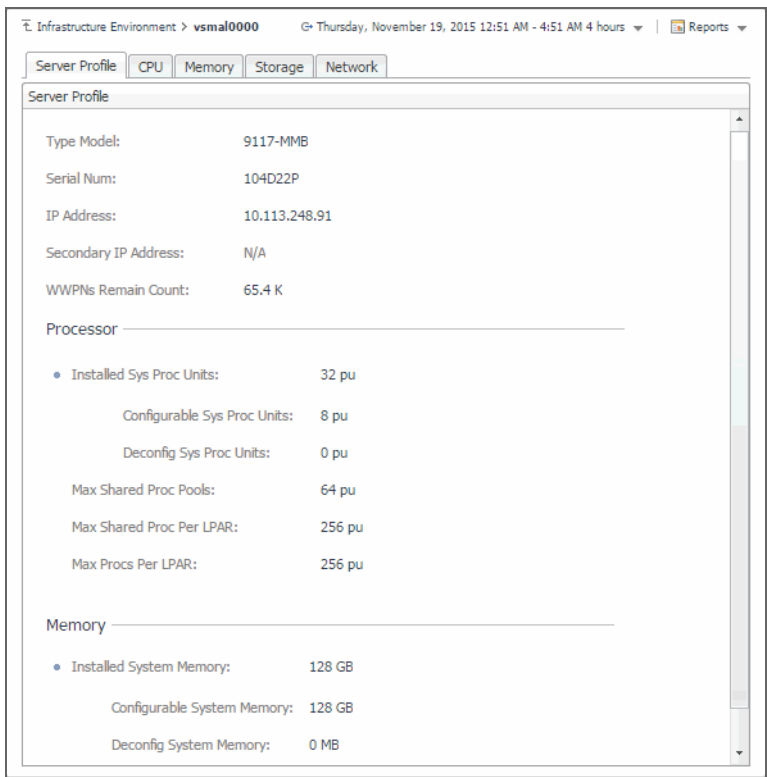 Infrastructure Environment > vsmal0000 Thursday, November 19, 2015 12:51 AM - 4:51 AM 4 hours Reports
Server Profile CPU Memory Storage Network
Server Profile
Type Model: 9117-MMB
Serial Num: 104D22P
IP Address: 10.113.248.91
Secondary IP Address: N/A
WWPNs Remain Count: 65.4 K
Processor
Installed Sys Proc Units: 32 pu
Configurable Sys Proc Units: 8 pu
Deconfig Sys Proc Units: 0 pu
Max Shared Proc Pools: 64 pu
Max Shared Proc Per LPAR: 256 pu
Max Procs Per LPAR: 256 pu
Memory
Installed System Memory: 128 GB
Configurable System Memory: 128 GB
Deconfig System Memory: 0 MB